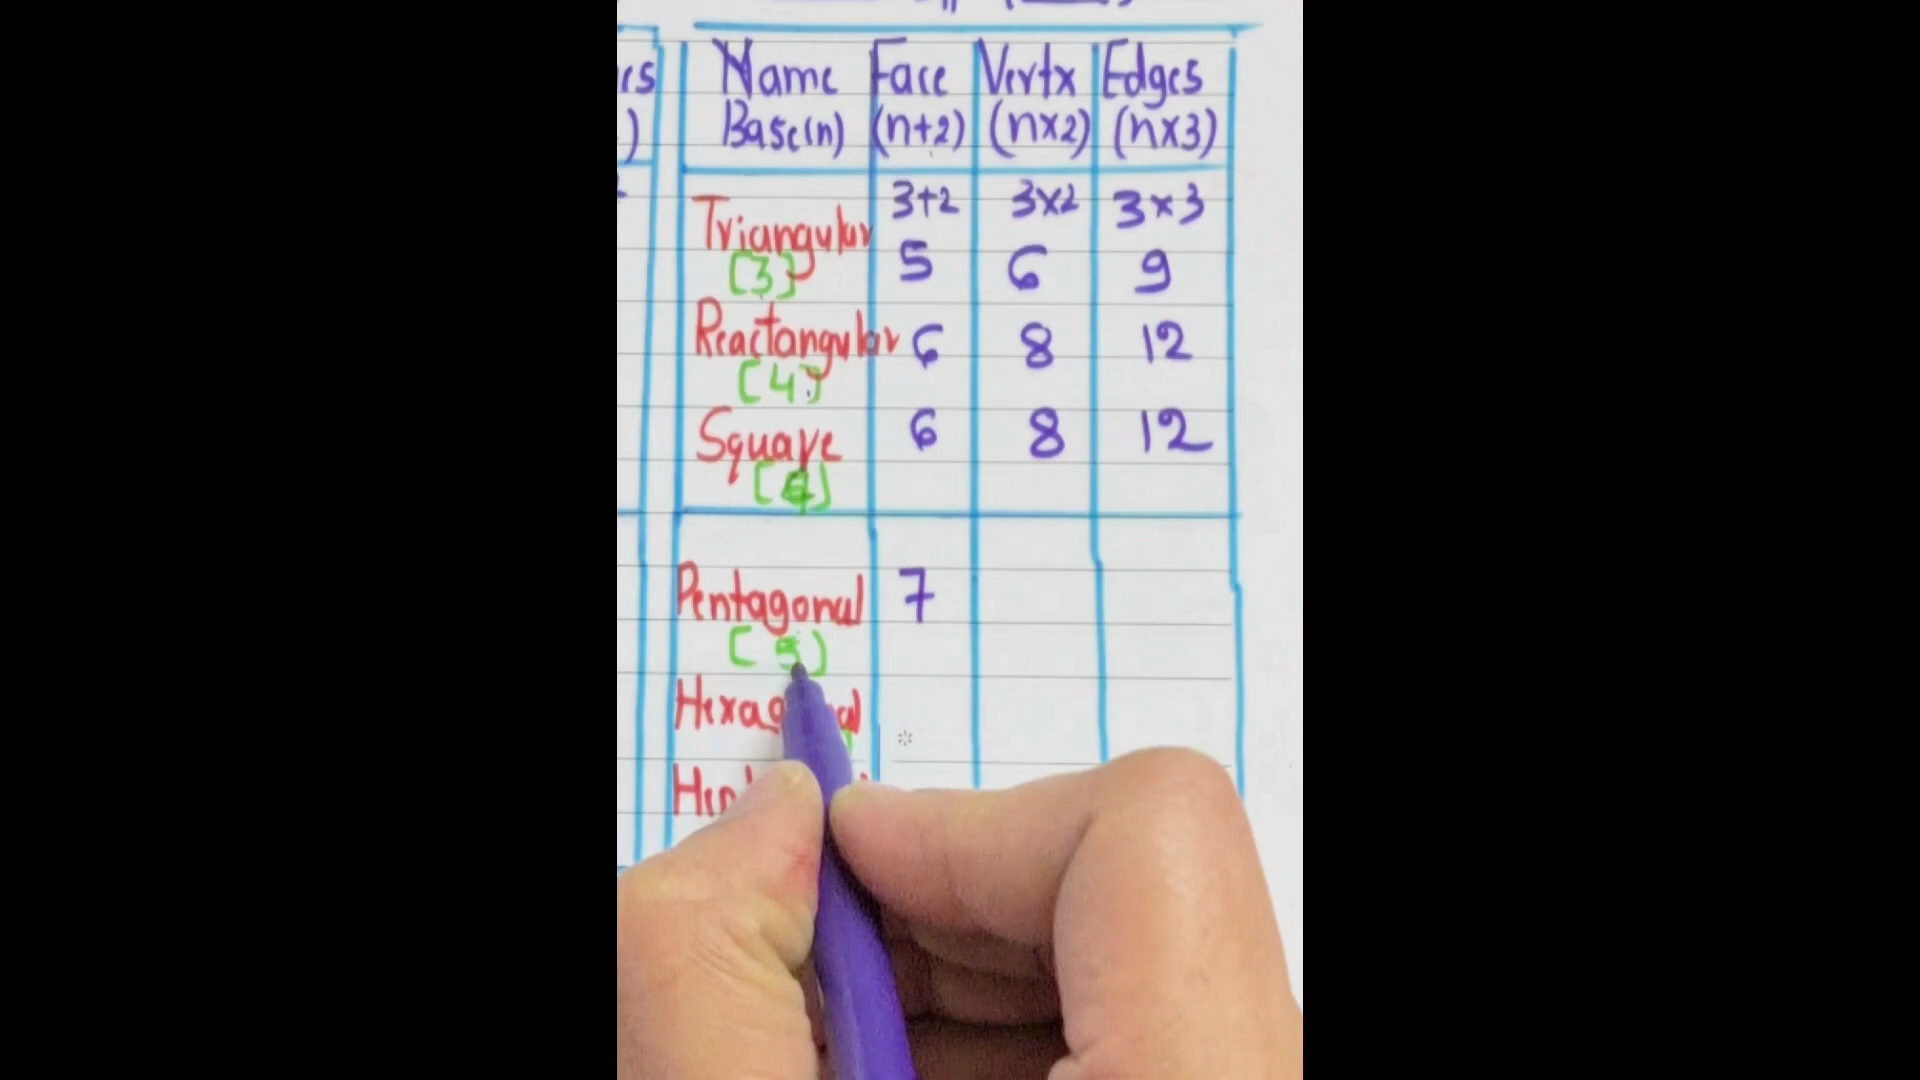 Name Face Vertx Edges
Base(n) (n+2) (nx2) (nx3)
3+2 3x2 3x3
Triangular
[3] 5 6 9
Reactangular 6 8 12
[4]
Square 6 8 12
[4]
Pentagonal 7
[5]